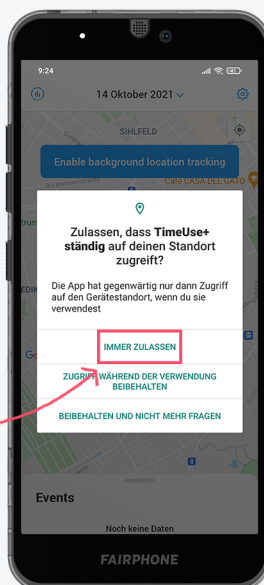 9:24
14 Oktober 2021
SIHLFELD
Enable background location tracking
Café CASA DEL GATO
Zulassen, dass TimeUse+
ständig auf deinen Standort
zugreift?
Die App hat gegenwärtig nur dann Zugriff
auf den Gerätestandort, wenn du sie
verwendest
IMMER ZULASSEN
ZUGRIFF WÄHREND DER VERWENDUNG
BEIBEHALTEN
BEIBEHALTEN UND NICHT MEHR FRAGEN
Events
Noch keine Daten
FAIRPHONE